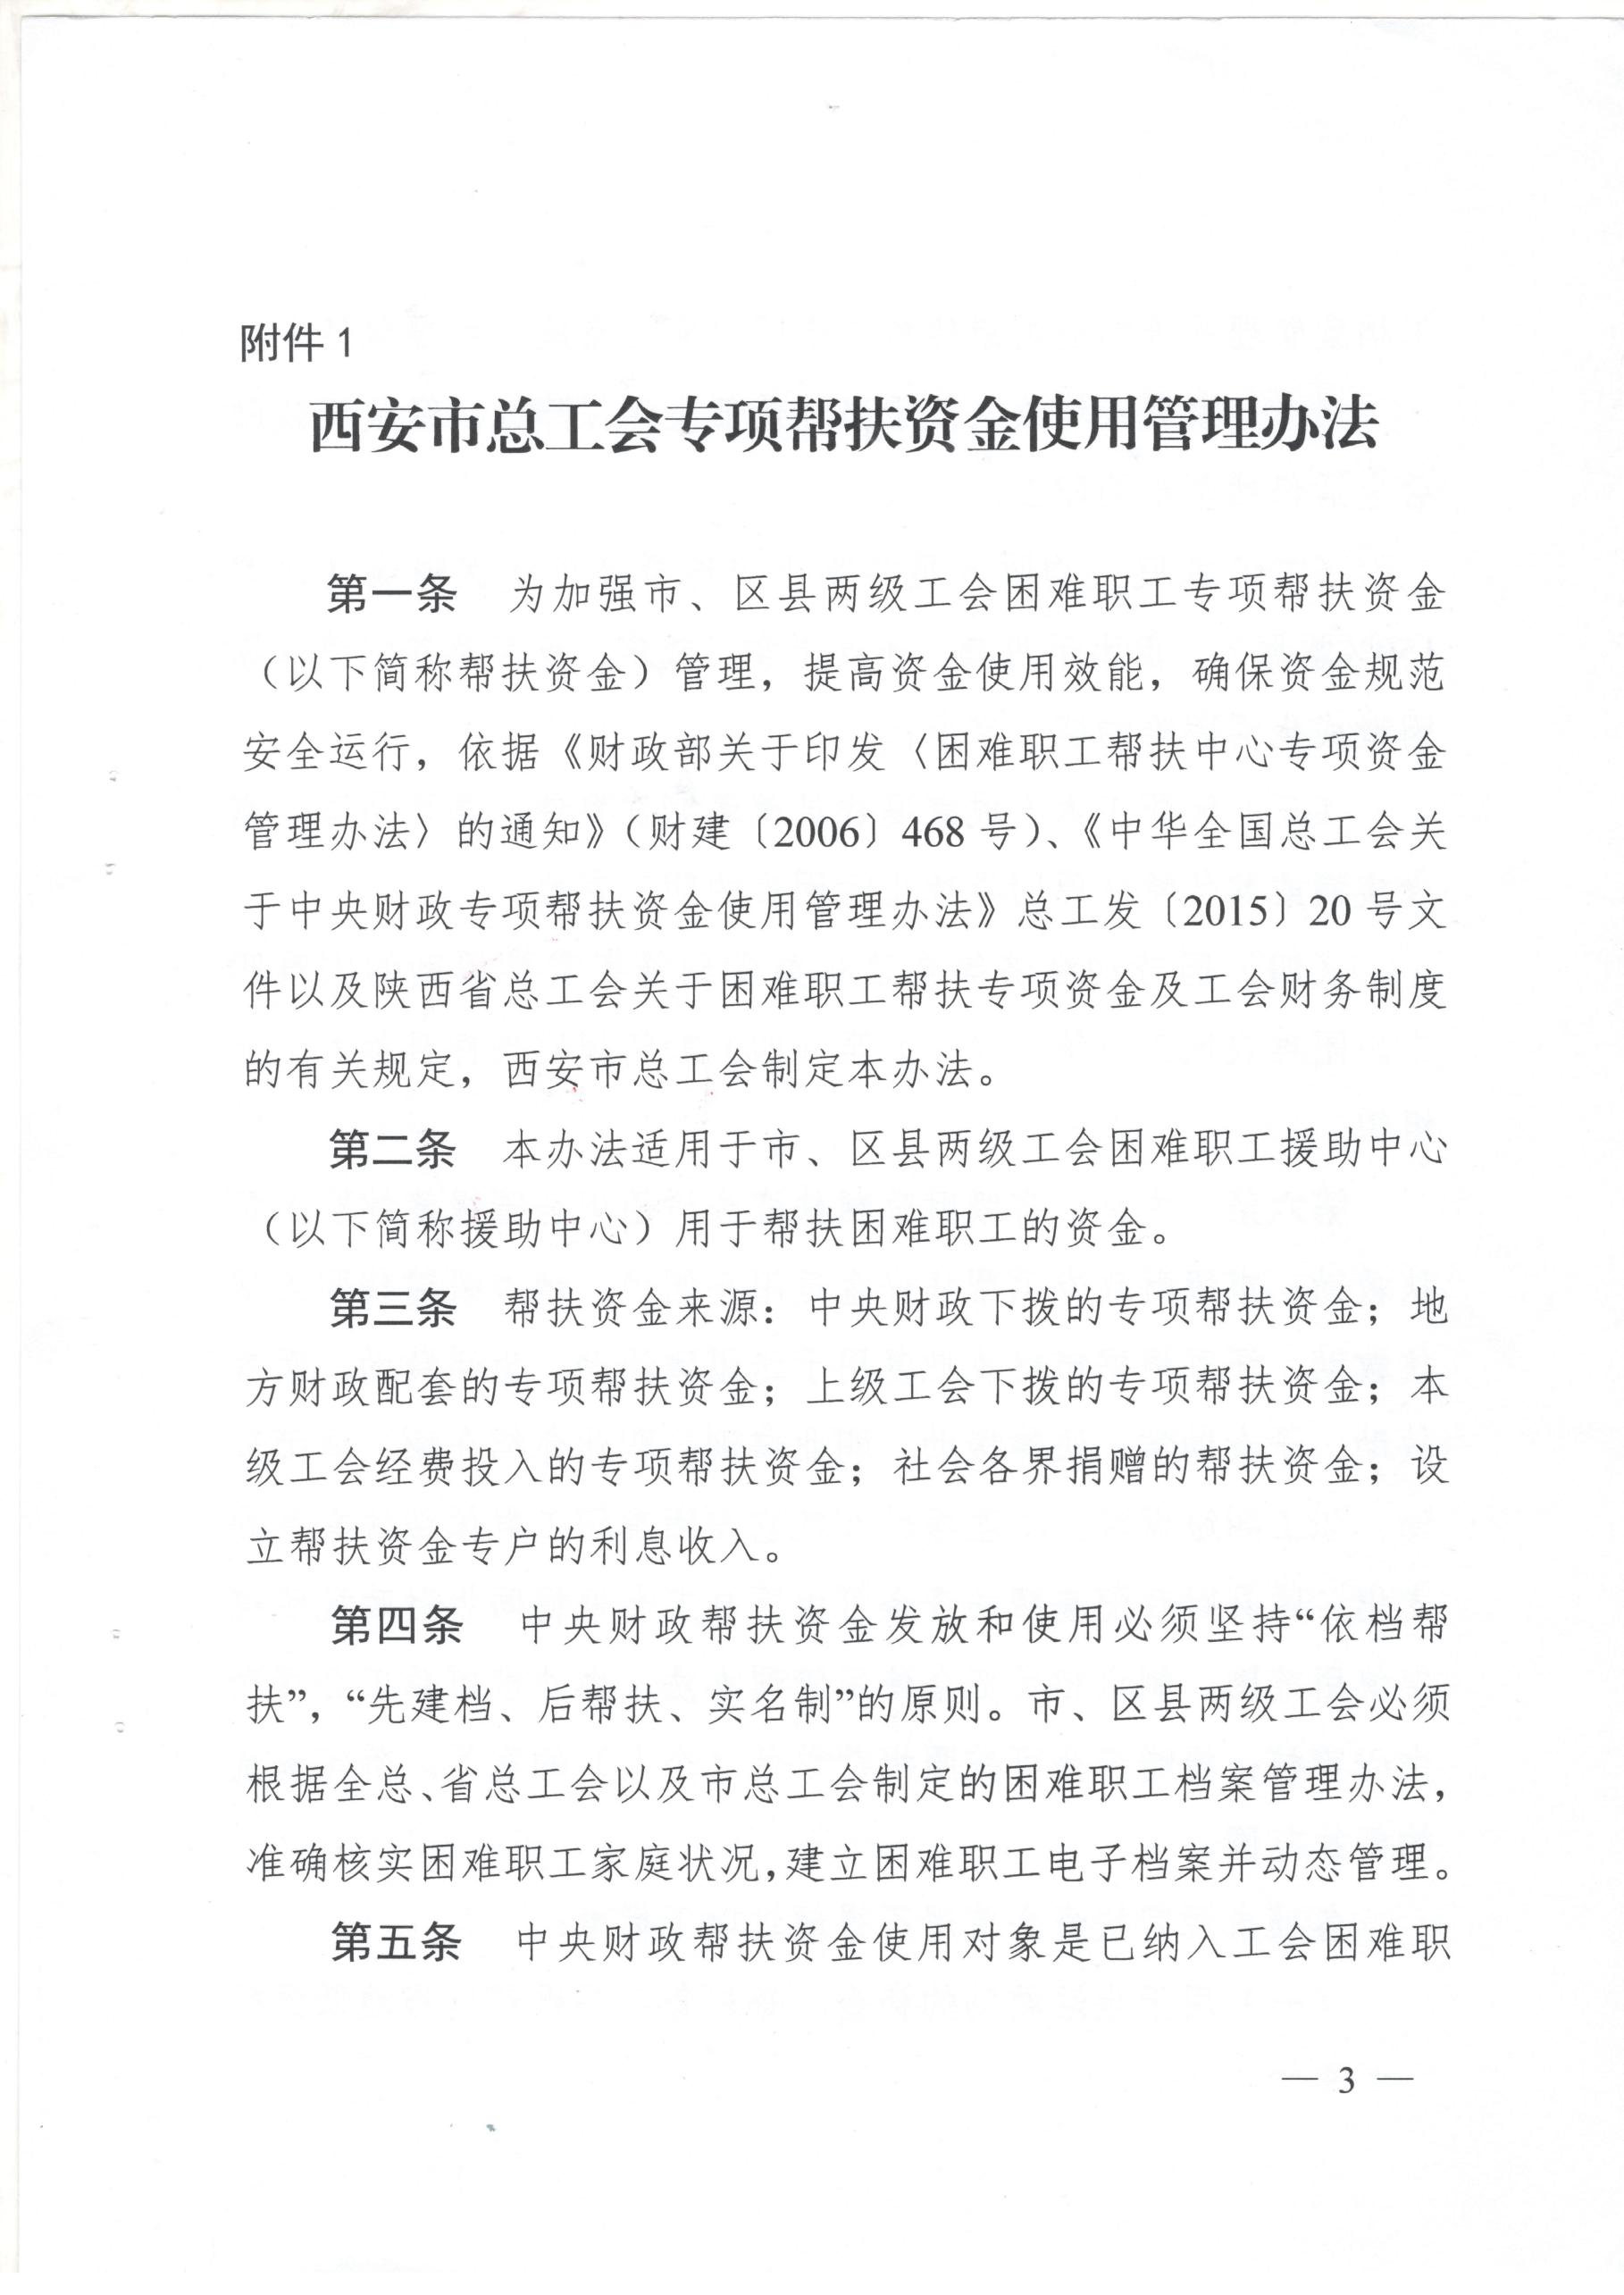 附件 1
西安市总工会专项帮扶资金使用管理办法
第一条 为加强市、区县两级工会困难职工专项帮扶资金
（以下简称帮扶资金）管理，提高资金使用效能，确保资金规范
安全运行，依据《财政部关于印发〈困难职工帮扶中心专项资金
管理办法〉的通知》（财建〔2006〕468 号）、《中华全国总工会关
于中央财政专项帮扶资金使用管理办法》总工发〔2015〕20 号文
件以及陕西省总工会关于困难职工帮扶专项资金及工会财务制度
的有关规定，西安市总工会制定本办法。
第二条 本办法适用于市、区县两级工会困难职工援助中心
（以下简称援助中心）用于帮扶困难职工的资金。
第三条 帮扶资金来源：中央财政下拨的专项帮扶资金；地
方财政配套的专项帮扶资金；上级工会下拨的专项帮扶资金；本
级工会经费投入的专项帮扶资金；社会各界捐赠的帮扶资金；设
立帮扶资金专户的利息收入。
第四条 中央财政帮扶资金发放和使用必须坚持“依档帮
扶”，“先建档、后帮扶、实名制”的原则。市、区县两级工会必须
根据全总、省总工会以及市总工会制定的困难职工档案管理办法，
准确核实困难职工家庭状况，建立困难职工电子档案并动态管理。
第五条 中央财政帮扶资金使用对象是已纳入工会困难职
— 3 —